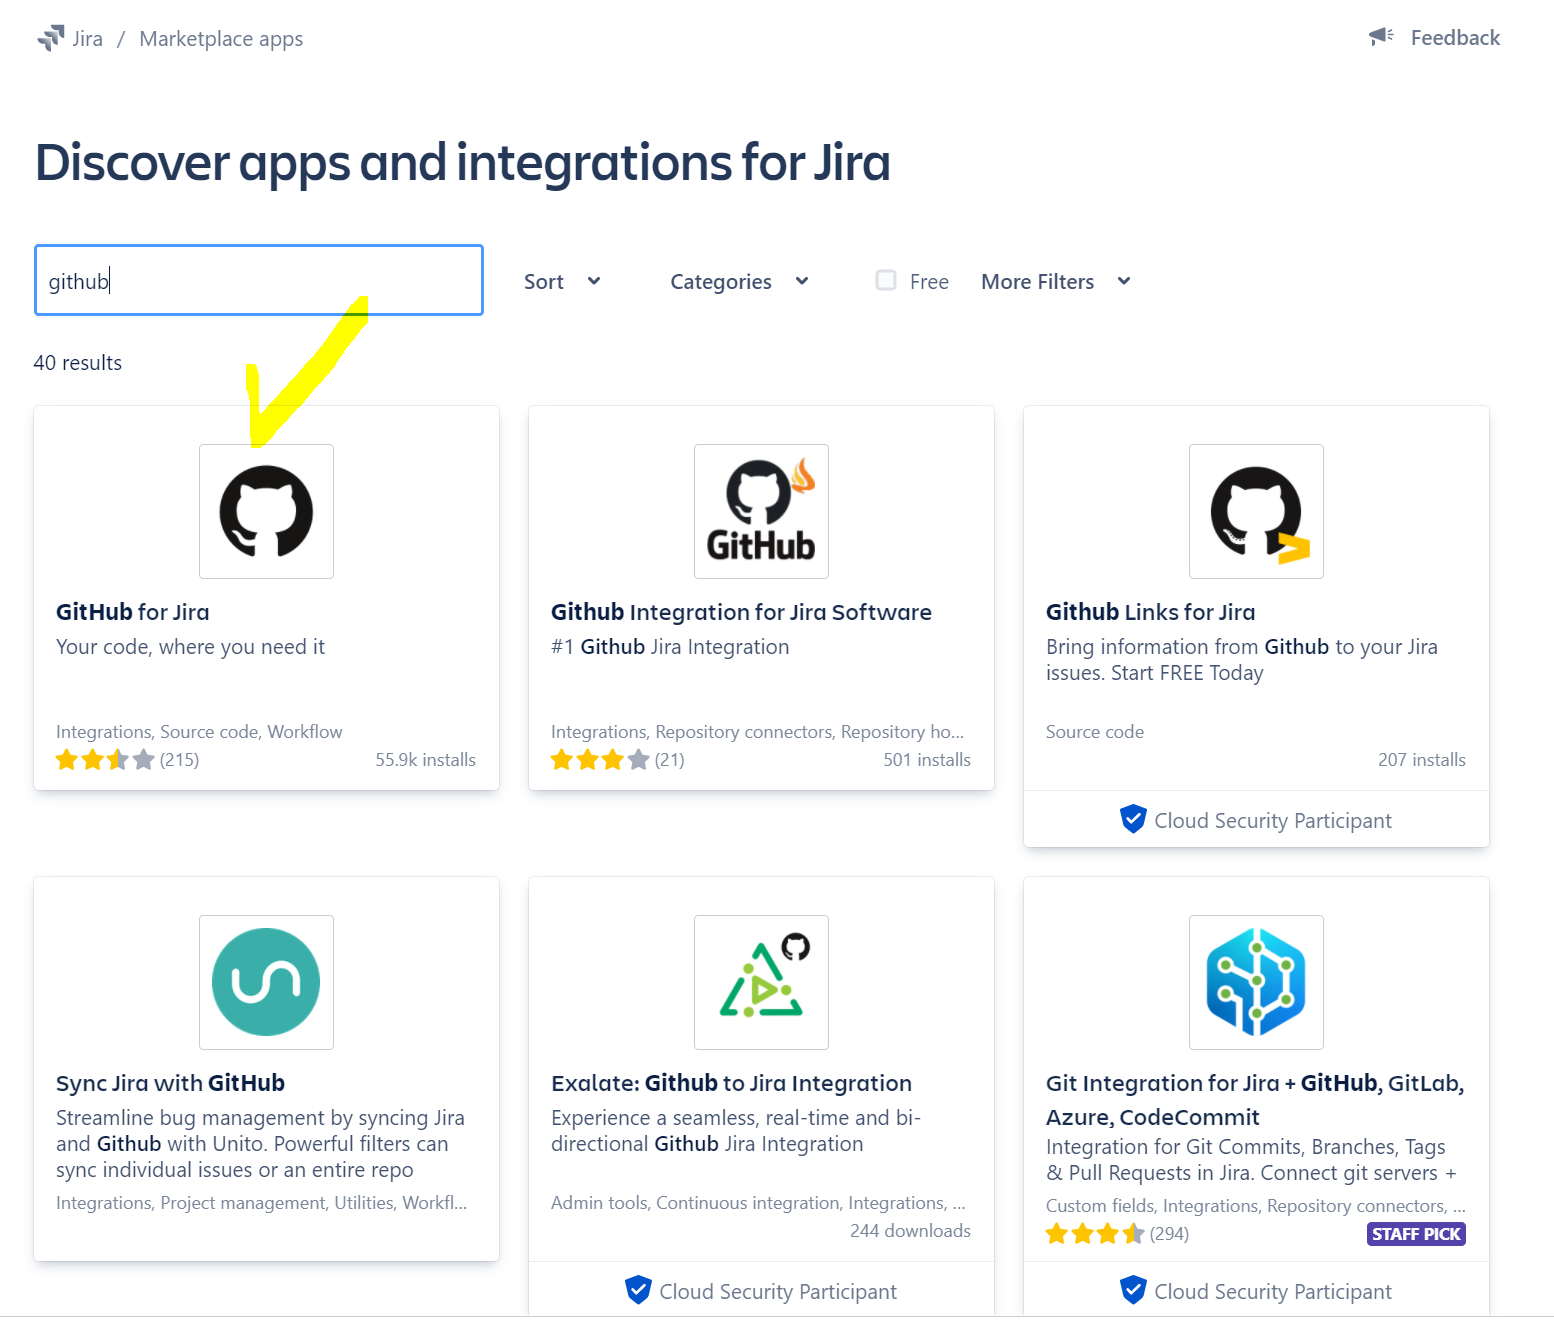 Jira / Marketplace apps
Feedback
Discover apps and integrations for Jira
github
Sort
Categories
Free
More Filters
40 results
GitHub for Jira
Your code, where you need it
Integrations, Source code, Workflow
(215)
55.9k installs
GitHub
Github Integration for Jira Software
#1 Github Jira Integration
Integrations, Repository connectors, Repository ho...
(21)
501 installs
Github Links for Jira
Bring information from Github to your Jira
issues. Start FREE Today
Source code
207 installs
Cloud Security Participant
Sync Jira with GitHub
Streamline bug management by syncing Jira
and Github with Unito. Powerful filters can
sync individual issues or an entire repo
Integrations, Project management, Utilities, Workfl...
Exalate: Github to Jira Integration
Experience a seamless, real-time and bi-
directional Github Jira Integration
Admin tools, Continuous integration, Integrations, ...
244 downloads
Cloud Security Participant
Git Integration for Jira + GitHub, GitLab,
Azure, CodeCommit
Integration for Git Commits, Branches, Tags
& Pull Requests in Jira. Connect git servers +
Custom fields, Integrations, Repository connectors, ...
(294)
STAFF PICK
Cloud Security Participant